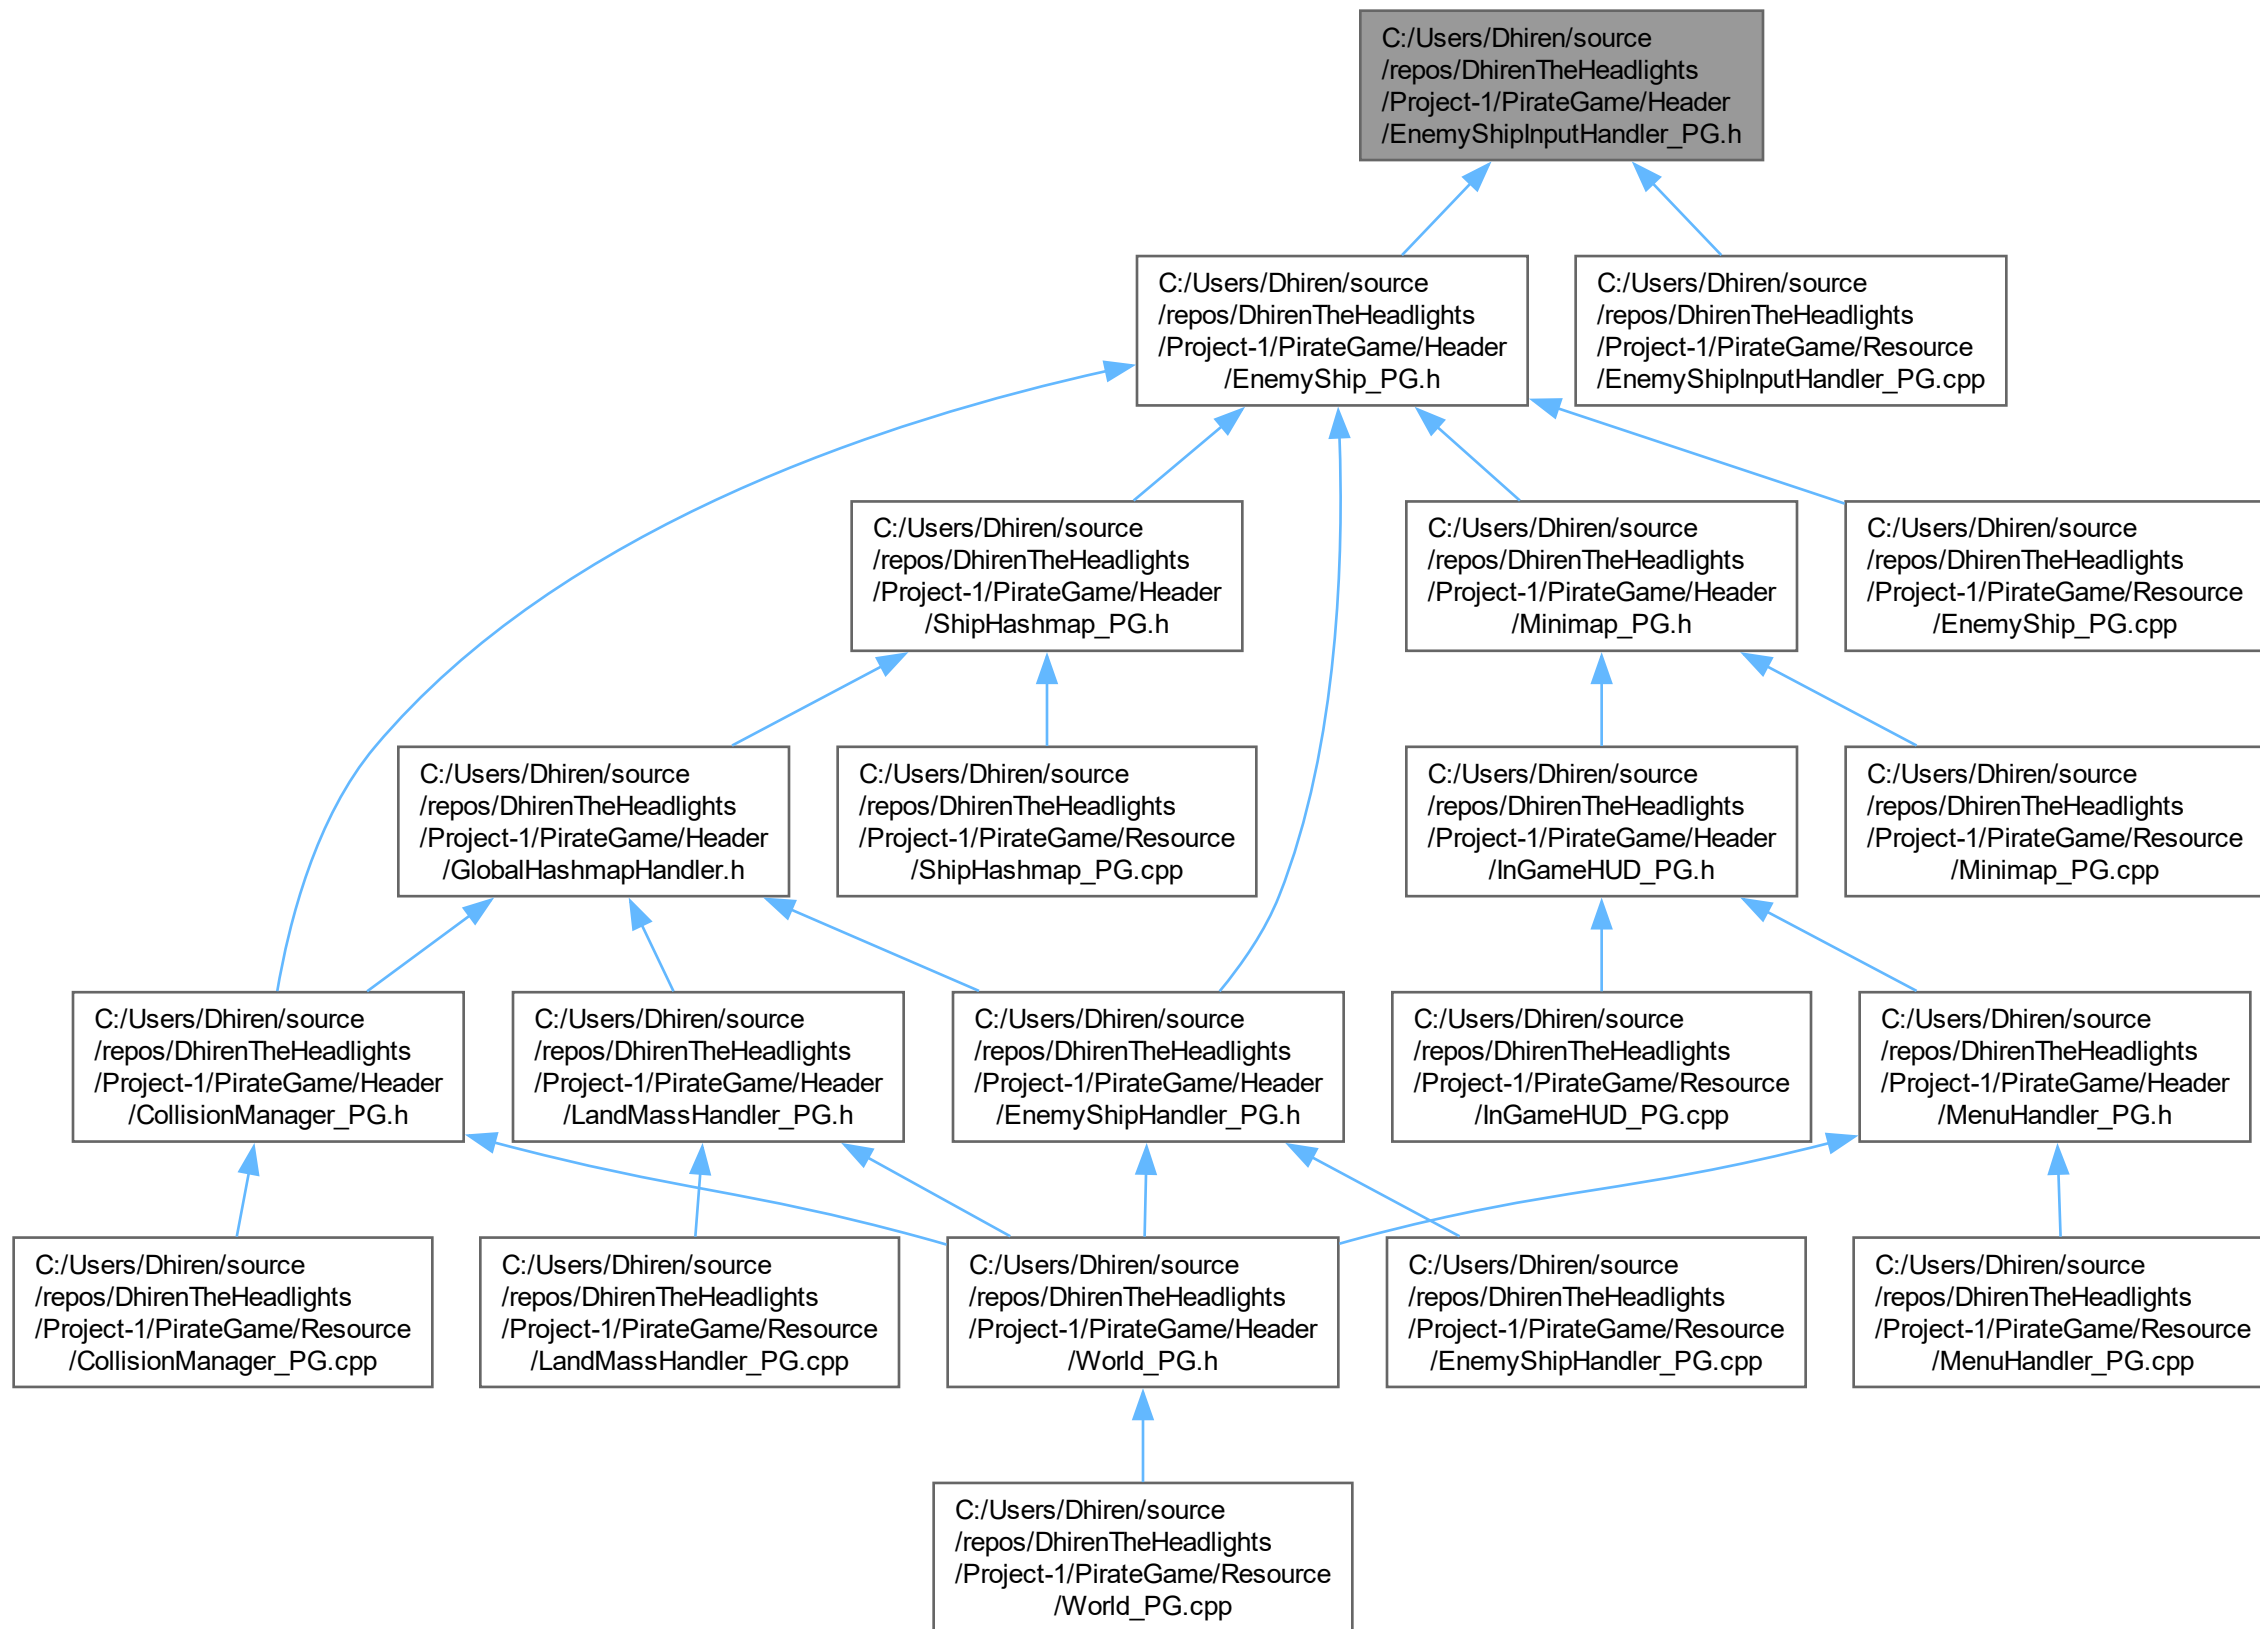 C:/Users/Dhiren/source
/repos/DhirenTheHeadlights
/Project-1/PirateGame/Header
/EnemyShipInputHandler_PG.h
C:/Users/Dhiren/source
/repos/DhirenTheHeadlights
/Project-1/PirateGame/Header
/EnemyShip_PG.h
C:/Users/Dhiren/source
/repos/DhirenTheHeadlights
/Project-1/PirateGame/Resource
/EnemyShipInputHandler_PG.cpp
C:/Users/Dhiren/source
/repos/DhirenTheHeadlights
/Project-1/PirateGame/Header
/ShipHashmap_PG.h
C:/Users/Dhiren/source
/repos/DhirenTheHeadlights
/Project-1/PirateGame/Header
/Minimap_PG.h
C:/Users/Dhiren/source
/repos/DhirenTheHeadlights
/Project-1/PirateGame/Resource
/EnemyShip_PG.cpp
C:/Users/Dhiren/source
/repos/DhirenTheHeadlights
/Project-1/PirateGame/Header
/GlobalHashmapHandler.h
C:/Users/Dhiren/source
/repos/DhirenTheHeadlights
/Project-1/PirateGame/Resource
/ShipHashmap_PG.cpp
C:/Users/Dhiren/source
/repos/DhirenTheHeadlights
/Project-1/PirateGame/Header
/InGameHUD_PG.h
C:/Users/Dhiren/source
/repos/DhirenTheHeadlights
/Project-1/PirateGame/Resource
/Minimap_PG.cpp
C:/Users/Dhiren/source
/repos/DhirenTheHeadlights
/Project-1/PirateGame/Header
/CollisionManager_PG.h
C:/Users/Dhiren/source
/repos/DhirenTheHeadlights
/Project-1/PirateGame/Header
/LandMassHandler_PG.h
C:/Users/Dhiren/source
/repos/DhirenTheHeadlights
/Project-1/PirateGame/Header
/EnemyShipHandler_PG.h
C:/Users/Dhiren/source
/repos/DhirenTheHeadlights
/Project-1/PirateGame/Resource
/InGameHUD_PG.cpp
C:/Users/Dhiren/source
/repos/DhirenTheHeadlights
/Project-1/PirateGame/Header
/MenuHandler_PG.h
C:/Users/Dhiren/source
/repos/DhirenTheHeadlights
/Project-1/PirateGame/Resource
/CollisionManager_PG.cpp
C:/Users/Dhiren/source
/repos/DhirenTheHeadlights
/Project-1/PirateGame/Resource
/LandMassHandler_PG.cpp
C:/Users/Dhiren/source
/repos/DhirenTheHeadlights
/Project-1/PirateGame/Header
/World_PG.h
C:/Users/Dhiren/source
/repos/DhirenTheHeadlights
/Project-1/PirateGame/Resource
/EnemyShipHandler_PG.cpp
C:/Users/Dhiren/source
/repos/DhirenTheHeadlights
/Project-1/PirateGame/Resource
/MenuHandler_PG.cpp
C:/Users/Dhiren/source
/repos/DhirenTheHeadlights
/Project-1/PirateGame/Resource
/World_PG.cpp